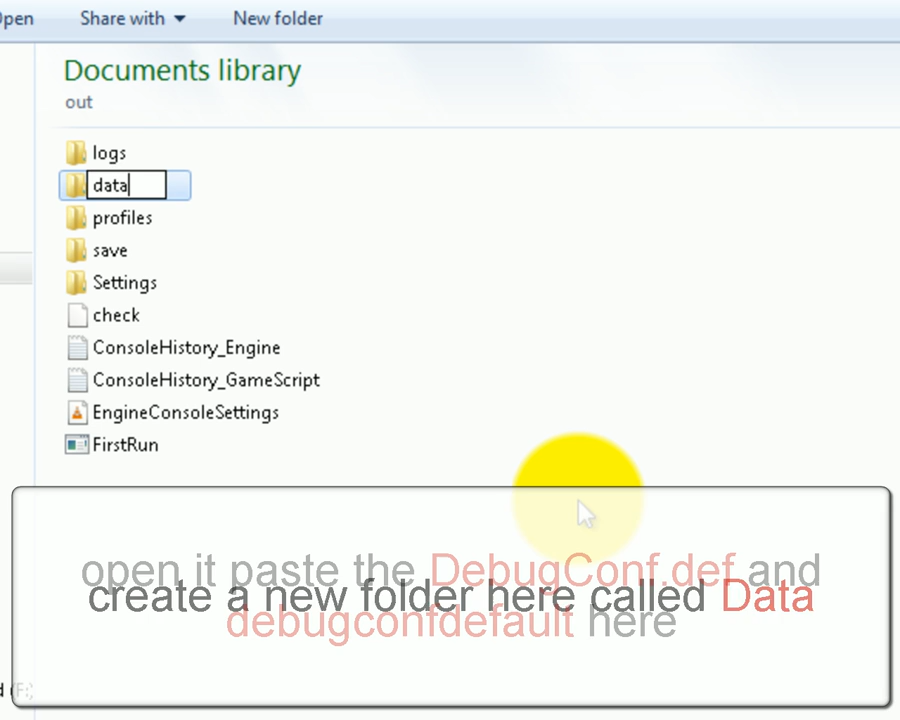 Open Share with New folder
Documents library
out
logs
data
profiles
save
Settings
check
ConsoleHistory_Engine
ConsoleHistory_GameScript
EngineConsoleSettings
FirstRun
open it paste the DebugConf.def and
create a new folder here called Data
debugconfdefault here
d (F:)